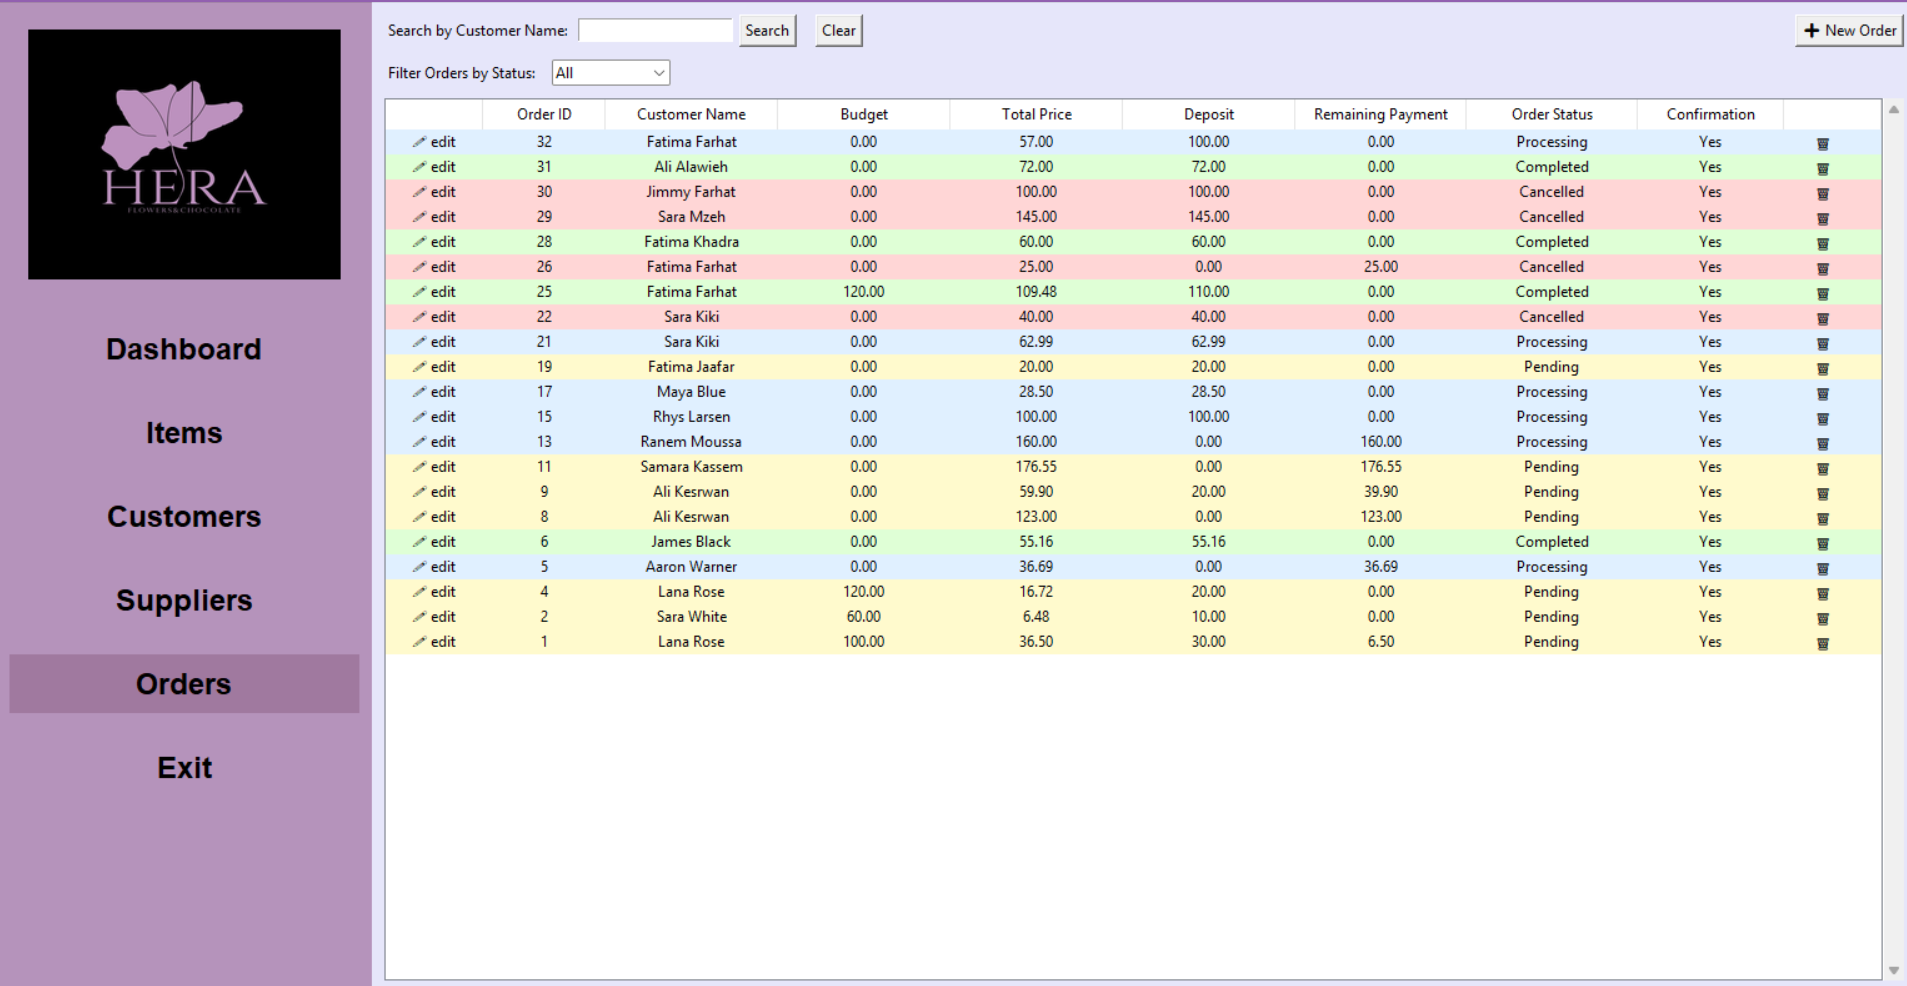 HERA
FLOWERS&CHOCOLATE
Dashboard
Items
Customers
Suppliers
Orders
Exit
Search by Customer Name: Search Clear + New Order
Filter Orders by Status: All
Order ID Customer Name Budget Total Price Deposit Remaining Payment Order Status Confirmation
edit 32 Fatima Farhat 0.00 57.00 100.00 0.00 Processing Yes
edit 31 Ali Alawieh 0.00 72.00 72.00 0.00 Completed Yes
edit 30 Jimmy Farhat 0.00 100.00 100.00 0.00 Cancelled Yes
edit 29 Sara Mzeh 0.00 145.00 145.00 0.00 Cancelled Yes
edit 28 Fatima Khadra 0.00 60.00 60.00 0.00 Completed Yes
edit 26 Fatima Farhat 0.00 25.00 0.00 25.00 Cancelled Yes
edit 25 Fatima Farhat 120.00 109.48 110.00 0.00 Completed Yes
edit 22 Sara Kiki 0.00 40.00 40.00 0.00 Cancelled Yes
edit 21 Sara Kiki 0.00 62.99 62.99 0.00 Processing Yes
edit 19 Fatima Jaafar 0.00 20.00 20.00 0.00 Pending Yes
edit 17 Maya Blue 0.00 28.50 28.50 0.00 Processing Yes
edit 15 Rhys Larsen 0.00 100.00 100.00 0.00 Processing Yes
edit 13 Ranem Moussa 0.00 160.00 0.00 160.00 Processing Yes
edit 11 Samara Kassem 0.00 176.55 0.00 176.55 Pending Yes
edit 9 Ali Kesrwan 0.00 59.90 20.00 39.90 Pending Yes
edit 8 Ali Kesrwan 0.00 123.00 0.00 123.00 Pending Yes
edit 6 James Black 0.00 55.16 55.16 0.00 Completed Yes
edit 5 Aaron Warner 0.00 36.69 0.00 36.69 Processing Yes
edit 4 Lana Rose 120.00 16.72 20.00 0.00 Pending Yes
edit 2 Sara White 60.00 6.48 10.00 0.00 Pending Yes
edit 1 Lana Rose 100.00 36.50 30.00 6.50 Pending Yes